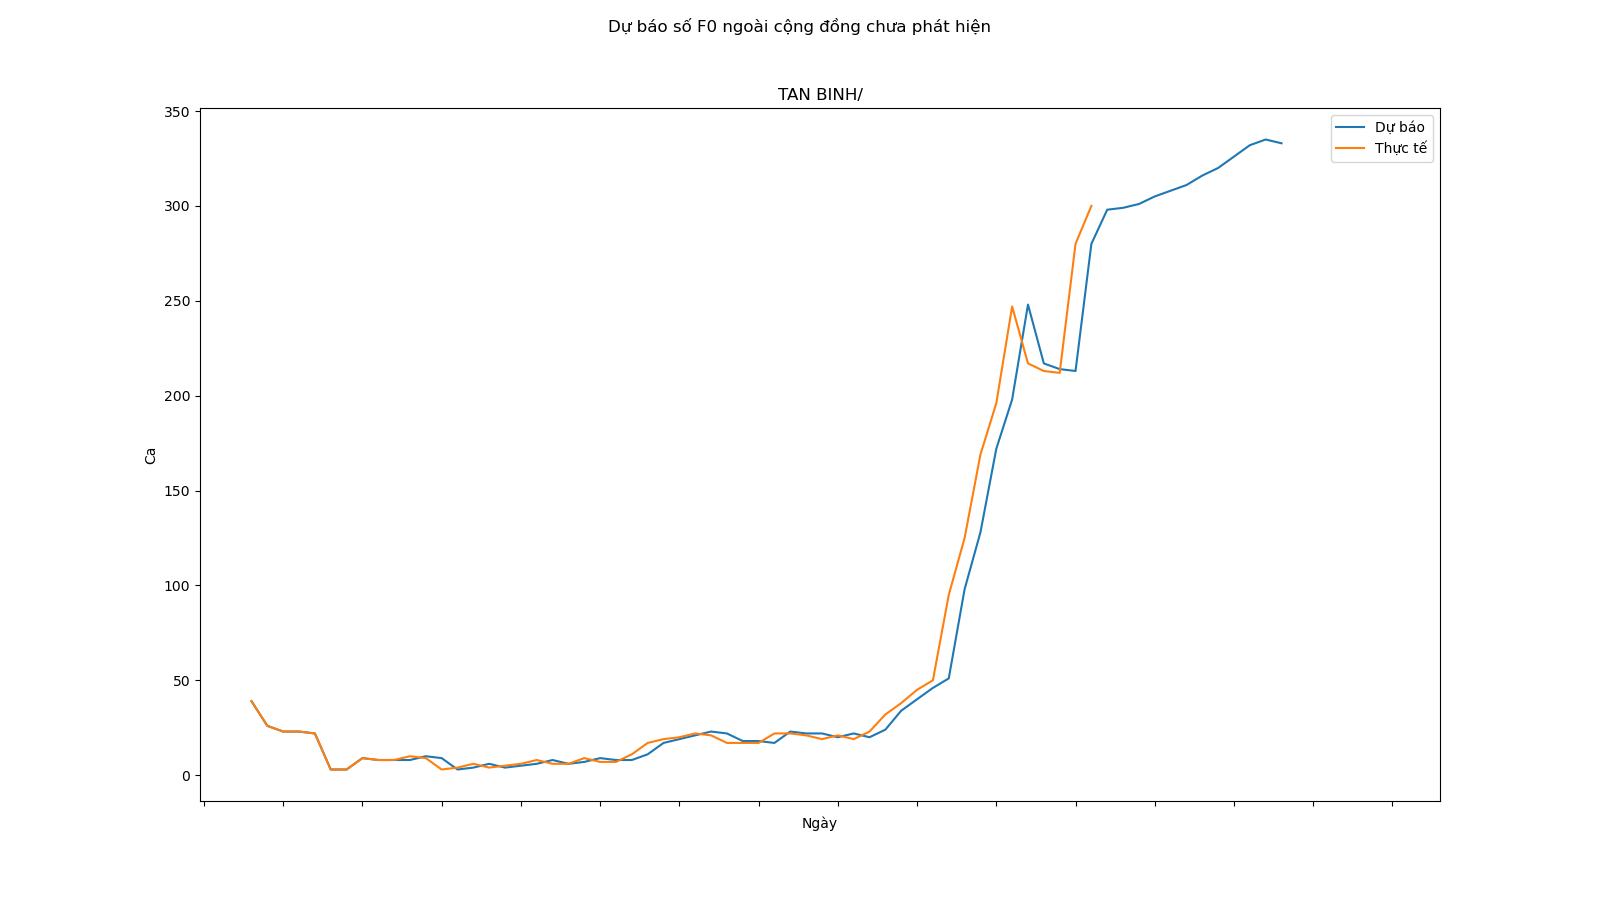 Dự báo số F0 ngoài cộng đồng chưa phát hiện
TAN BINH/
350
300
250
200
150
100
50
0
Ca
Dự báo
Thực tế
Ngày